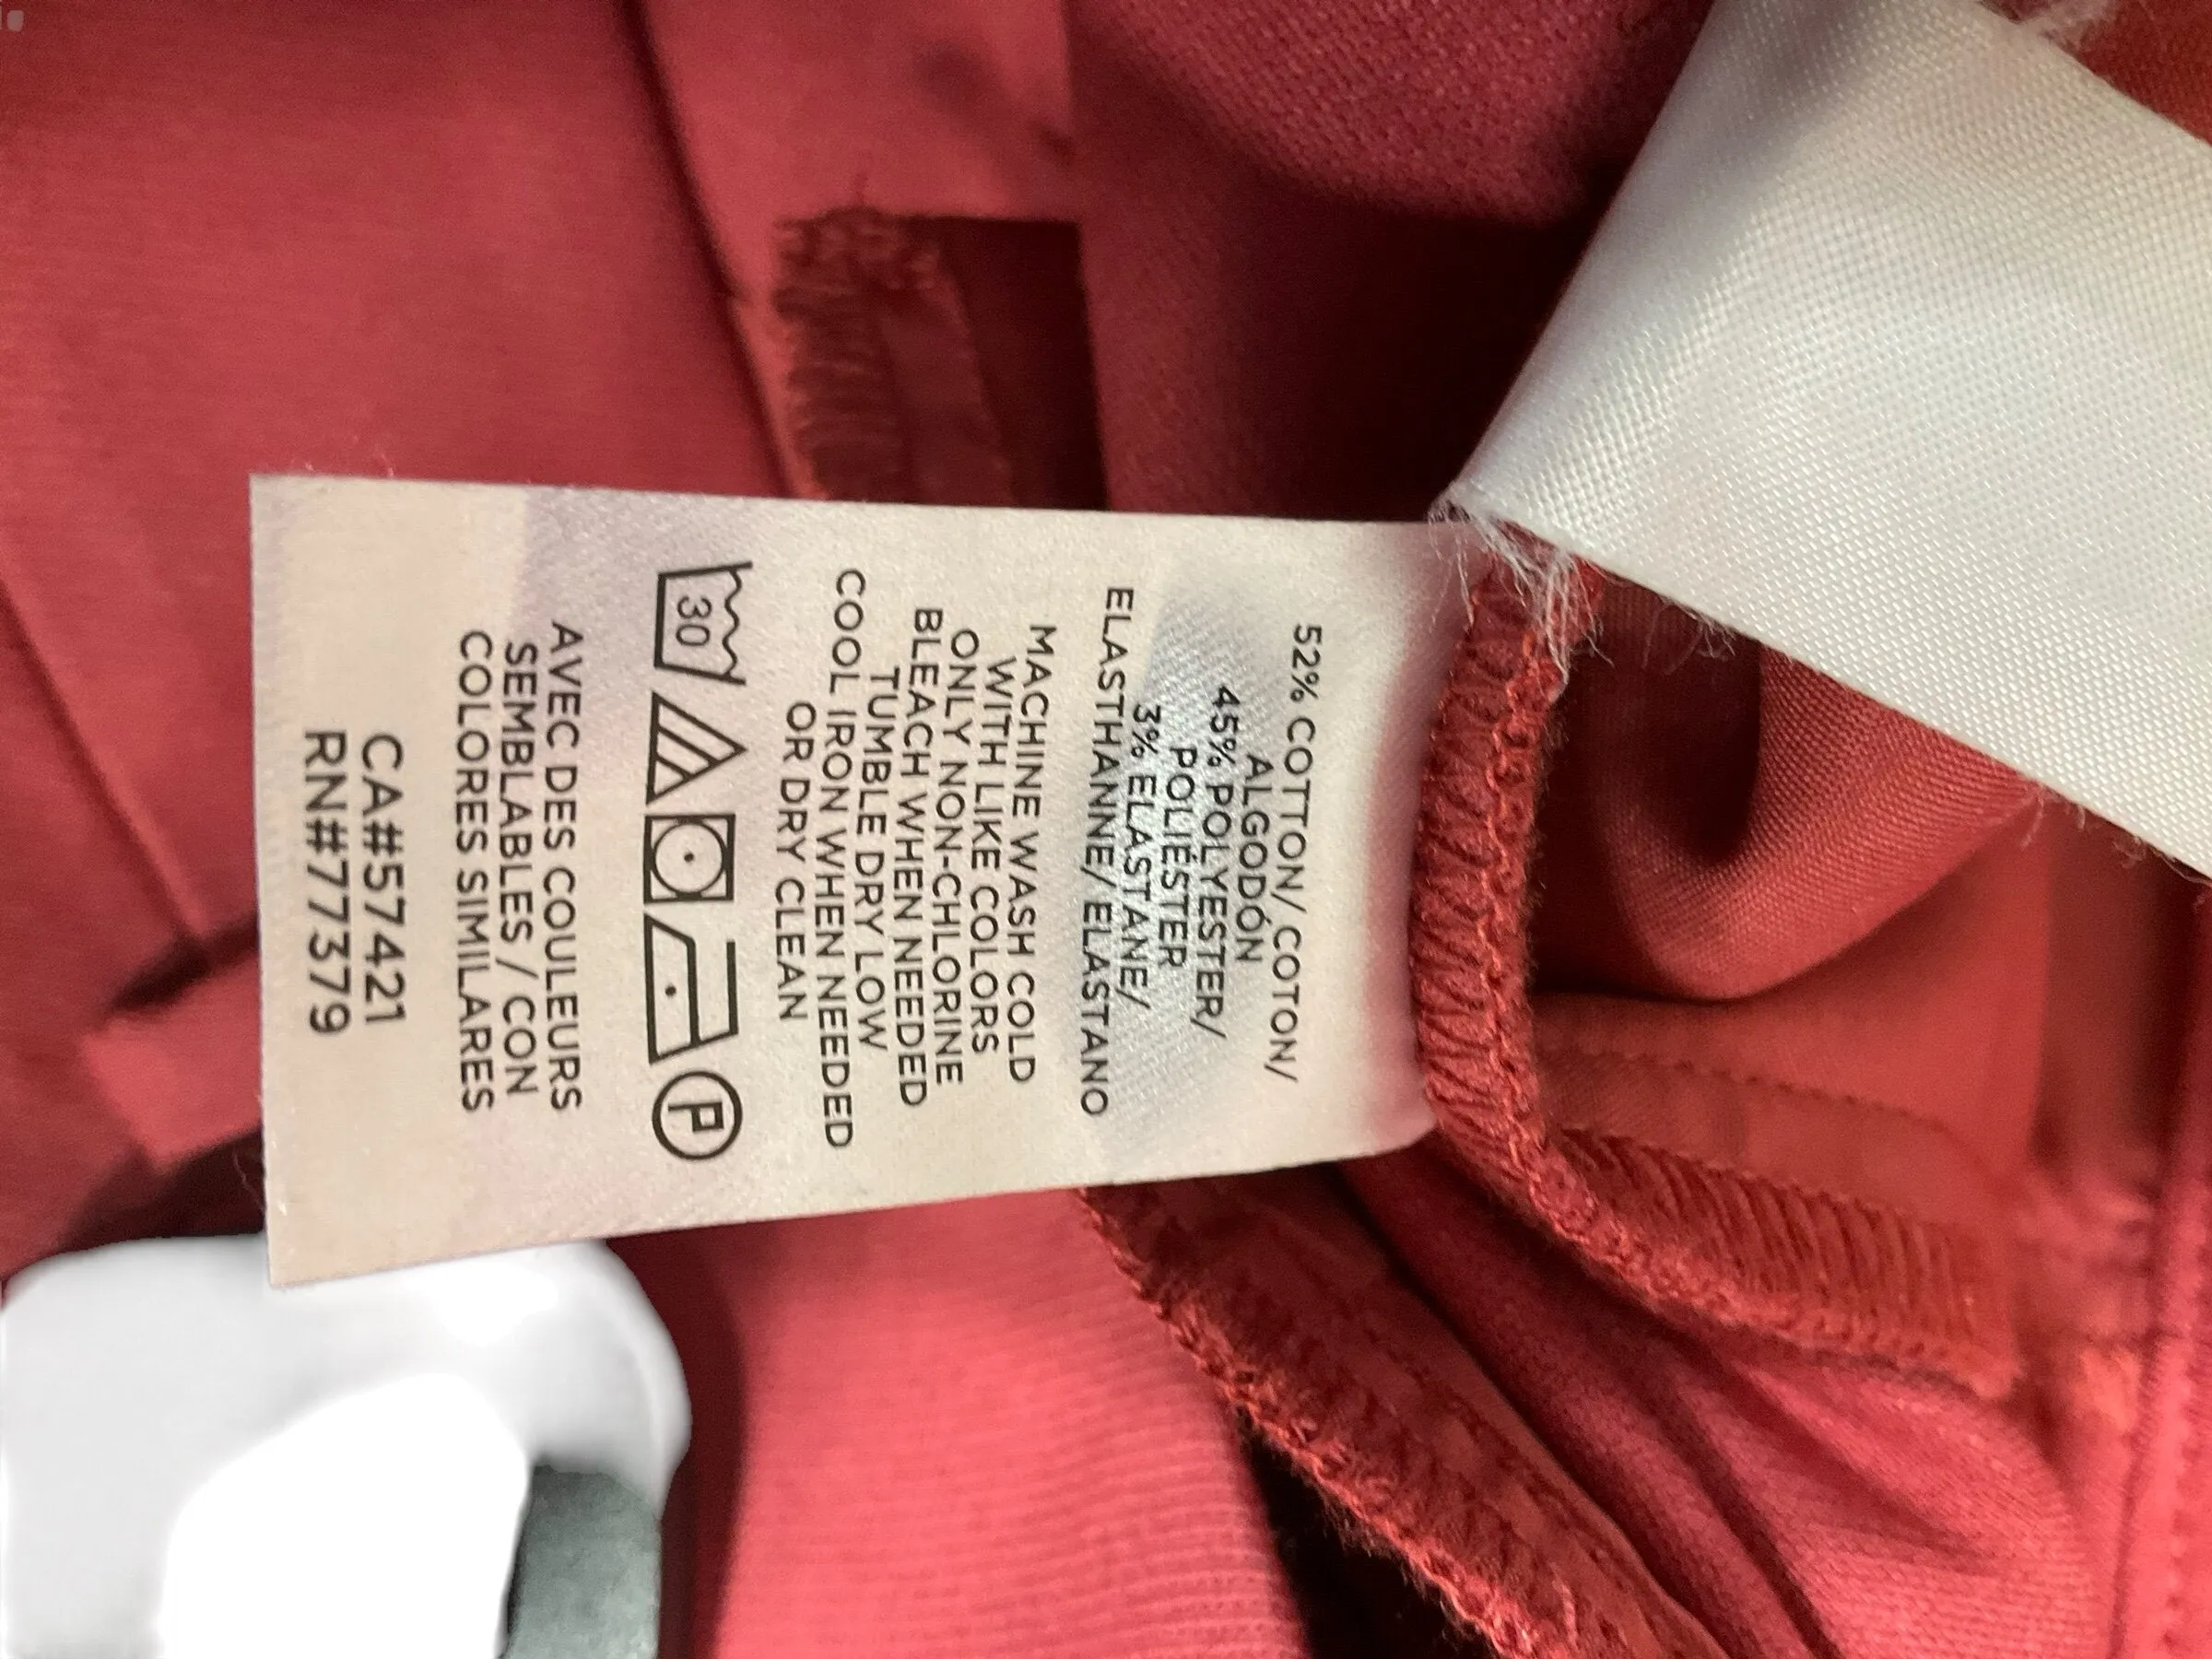 52% COTTON/ COTON/
ALGODÓN
45% POLYESTER/
POLIÉSTER
3% ELASTANE/
ELASTHANNE/ ELASTANO
MACHINE WASH COLD
WITH LIKE COLORS
ONLY NON-CHLORINE
BLEACH WHEN NEEDED
TUMBLE DRY LOW
COOL IRON WHEN NEEDED
OR DRY CLEAN
30 P
AVEC DES COULEURS
SEMBLABLES / CON
COLORES SIMILARES
CA#57421
RN#77379